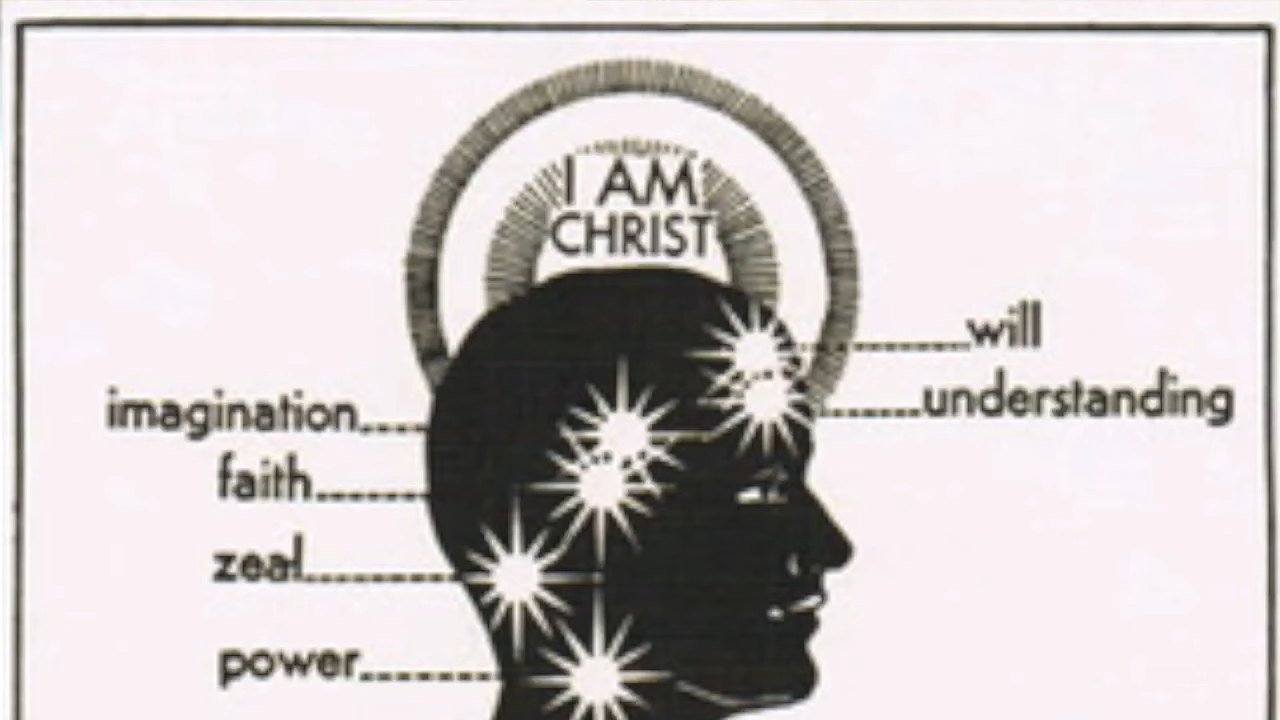 I AM
CHRIST
will
understanding
imagination
faith
zeal
power